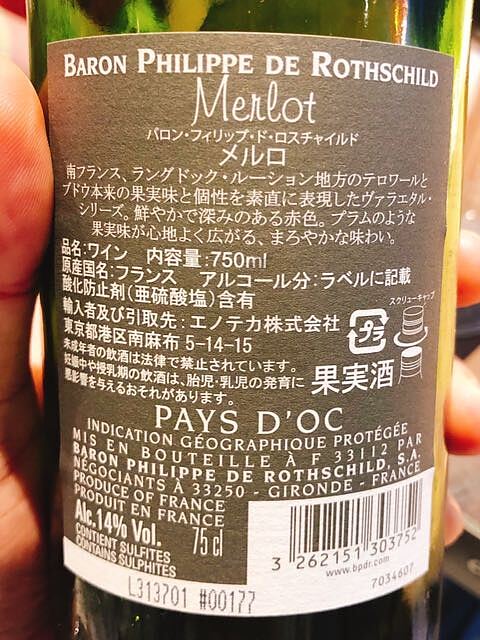 BARON PHILIPPE DE ROTHSCHILD
Merlot
バロン・フィリップ・ド・ロスチャイルド
メルロ
南フランス、ラングドック・ルーション地方のテロワールと
ブドウ本来の果実味と個性を素直に表現したヴァラエタル・
シリーズ。鮮やかで深みのある赤色。プラムのような
果実味が心地よく広がる、まろやかな味わい。
品名:ワイン 内容量:750ml
原産国名:フランス アルコール分:ラベルに記載
酸化防止剤(亜硫酸塩)含有
輸入者及び引取先:エノテカ株式会社
東京都港区南麻布 5-14-15
スクリューキャップ
プラ
未成年者の飲酒は法律で禁止されています。
妊娠中や授乳期の飲酒は、胎児・乳児の発育に
悪影響を与えるおそれがあります。
果実酒
PAYS D'OC
INDICATION GÉOGRAPHIQUE PROTÉGÉE
MIS EN BOUTEILLE À F 33112 PAR
BARON PHILIPPE DE ROTHSCHILD, S.A.
NÉGOCIANTS À 33250 - GIRONDE - FRANCE
PRODUCE OF FRANCE
PRODUIT EN FRANCE
Alc.14% Vol. 75 cl
CONTIENT SULFITES
CONTAINS SULPHITES
3 262151 303752
www.bpdr.com
7034607
L313701 #00177